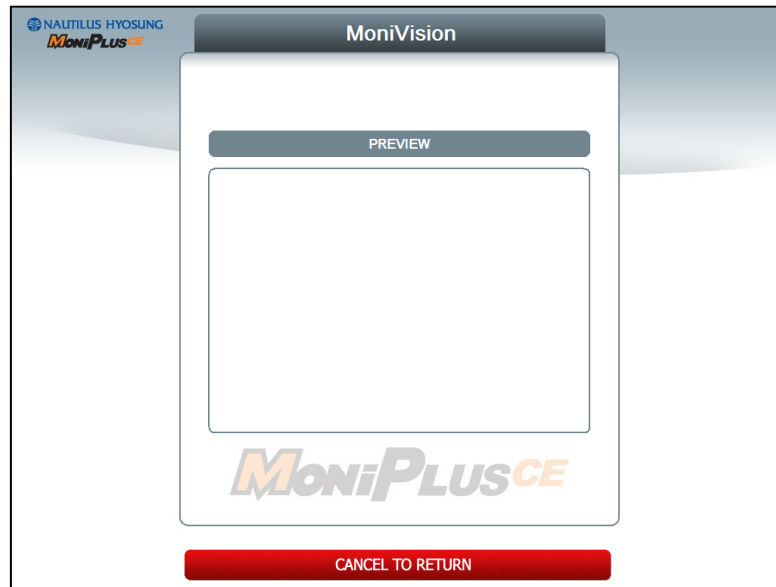 NAUTILUS HYOSUNG
MONiPLUSCE
MoniVision
PREVIEW
MONiPLUSCE
CANCEL TO RETURN